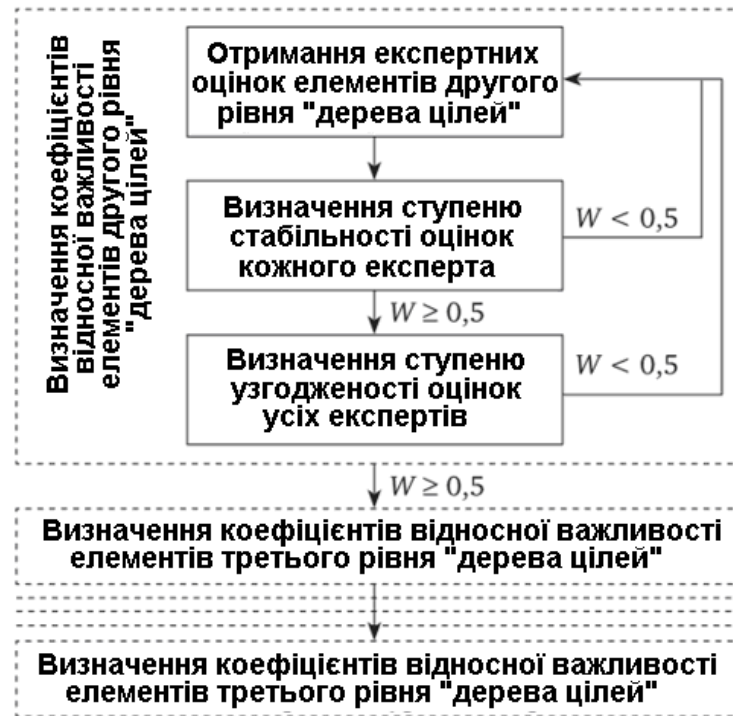 Визначення коефіцієнтів
відносної важливості
елементів другого рівня
"дерева цілей"
Отримання експертних
оцінок елементів другого
рівня "дерева цілей"
Визначення ступеню
стабільності оцінок
кожного експерта
W < 0,5
W ≥ 0,5
Визначення ступеню
узгодженості оцінок
усіх експертів
W < 0,5
W ≥ 0,5
Визначення коефіцієнтів відносної важливості
елементів третього рівня "дерева цілей"
Визначення коефіцієнтів відносної важливості
елементів третього рівня "дерева цілей"